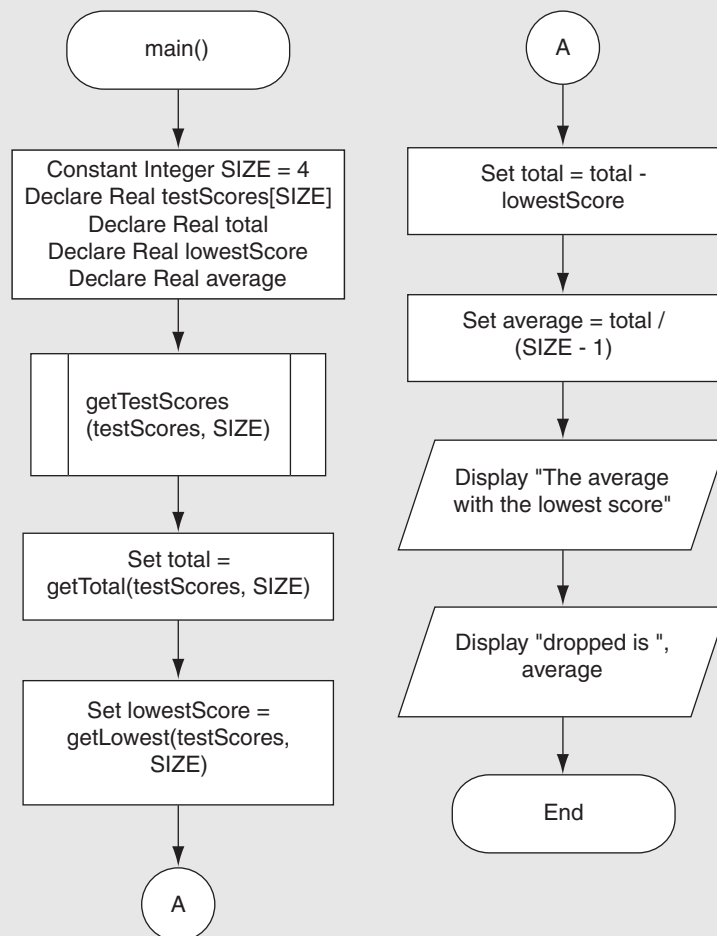 main()
Constant Integer SIZE = 4
Declare Real testScores[SIZE]
Declare Real total
Declare Real lowestScore
Declare Real average
getTestScores
(testScores, SIZE)
Set total =
getTotal(testScores, SIZE)
Set lowestScore =
getLowest(testScores,
SIZE)
A
A
Set total = total -
lowestScore
Set average = total /
(SIZE - 1)
Display "The average
with the lowest score"
Display "dropped is ",
average
End